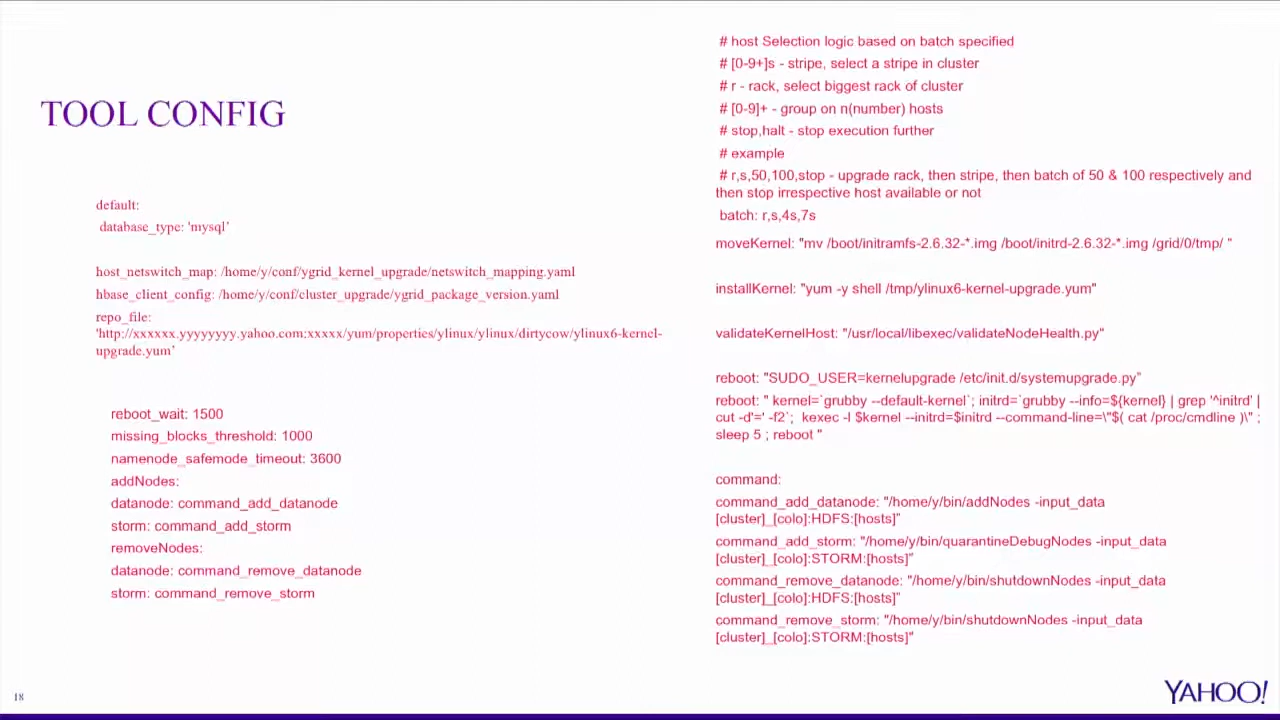 TOOL CONFIG
default:
database_type: 'mysql'
host_netswitch_map: /home/y/conf/ygrid_kernel_upgrade/netswitch_mapping.yaml
hbase_client_config: /home/y/conf/cluster_upgrade/ygrid_package_version.yaml
repo_file:
'http://xxxxxx.yyyyyyyy.yahoo.com:xxxxx/yum/properties/ylinux/ylinux/dirtycow/ylinux6-kernel-
upgrade.yum'
reboot_wait: 1500
missing_blocks_threshold: 1000
namenode_safemode_timeout: 3600
addNodes:
datanode: command_add_datanode
storm: command_add_storm
removeNodes:
datanode: command_remove_datanode
storm: command_remove_storm
# host Selection logic based on batch specified
# [0-9+]s - stripe, select a stripe in cluster
# r - rack, select biggest rack of cluster
# [0-9]+ - group on n(number) hosts
# stop,halt - stop execution further
# example
# r,s,50,100,stop - upgrade rack, then stripe, then batch of 50 & 100 respectively and
then stop irrespective host available or not
batch: r,s,4s,7s
moveKernel: "mv /boot/initramfs-2.6.32-*.img /boot/initrd-2.6.32-*.img /grid/0/tmp/ "
installKernel: "yum -y shell /tmp/ylinux6-kernel-upgrade.yum"
validateKernelHost: "/usr/local/libexec/validateNodeHealth.py"
reboot: "SUDO_USER=kernelupgrade /etc/init.d/systemupgrade.py"
reboot: " kernel=`grubby --default-kernel`; initrd=`grubby --info=${kernel} | grep '^initrd' |
cut -d'=' -f2`;  kexec -l $kernel --initrd=$initrd --command-line=\"$( cat /proc/cmdline )\" ;
sleep 5 ; reboot "
command:
command_add_datanode: "/home/y/bin/addNodes -input_data
[cluster]_[colo]:HDFS:[hosts]"
command_add_storm: "/home/y/bin/quarantineDebugNodes -input_data
[cluster]_[colo]:STORM:[hosts]"
command_remove_datanode: "/home/y/bin/shutdownNodes -input_data
[cluster]_[colo]:HDFS:[hosts]"
command_remove_storm: "/home/y/bin/shutdownNodes -input_data
[cluster]_[colo]:STORM:[hosts]"
18
YAHOO!